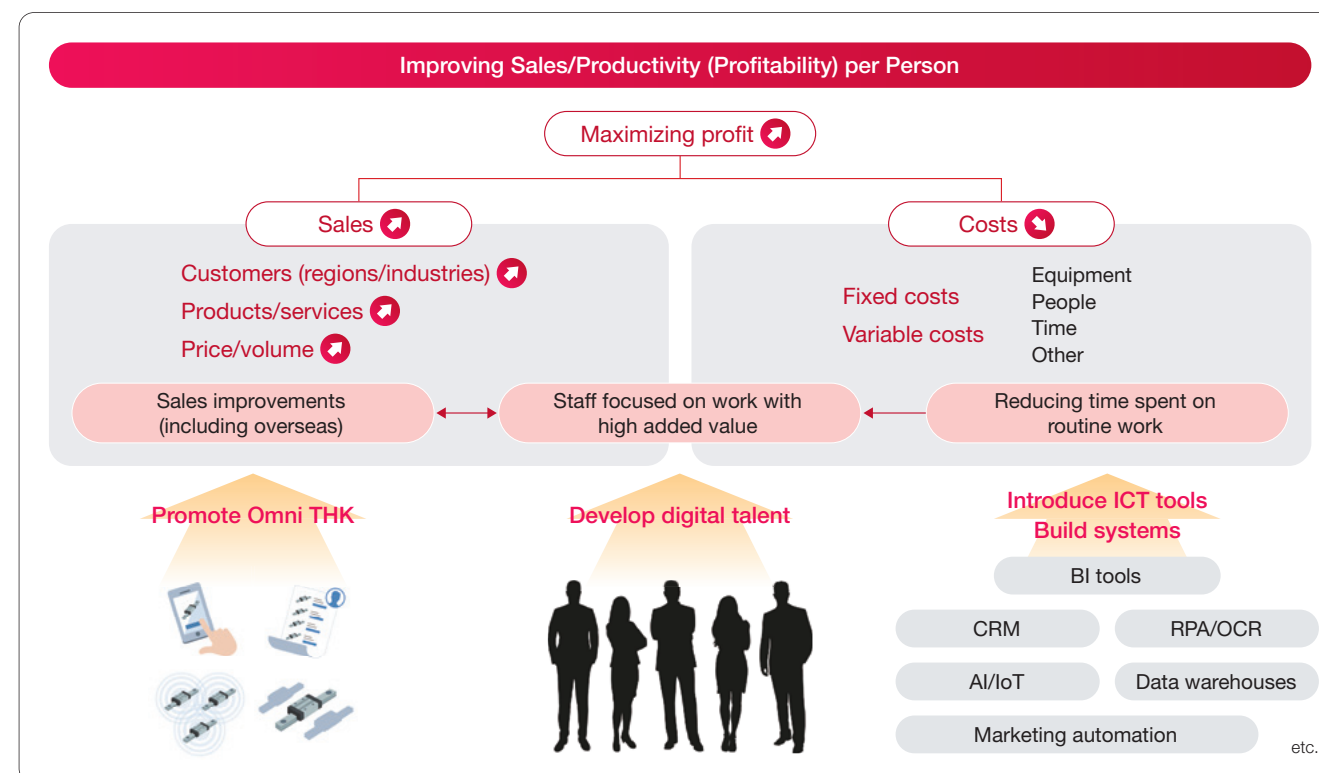 Improving Sales/Productivity (Profitability) per Person
Maximizing profit
Sales
Customers (regions/industries)
Products/services
Price/volume
Costs
Fixed costs
Variable costs
Equipment
People
Time
Other
Sales improvements
(including overseas)
Staff focused on work with
high added value
Reducing time spent on
routine work
Promote Omni THK
Develop digital talent
Introduce ICT tools
Build systems
BI tools
CRM
RPA/OCR
AI/IoT
Data warehouses
Marketing automation
etc.